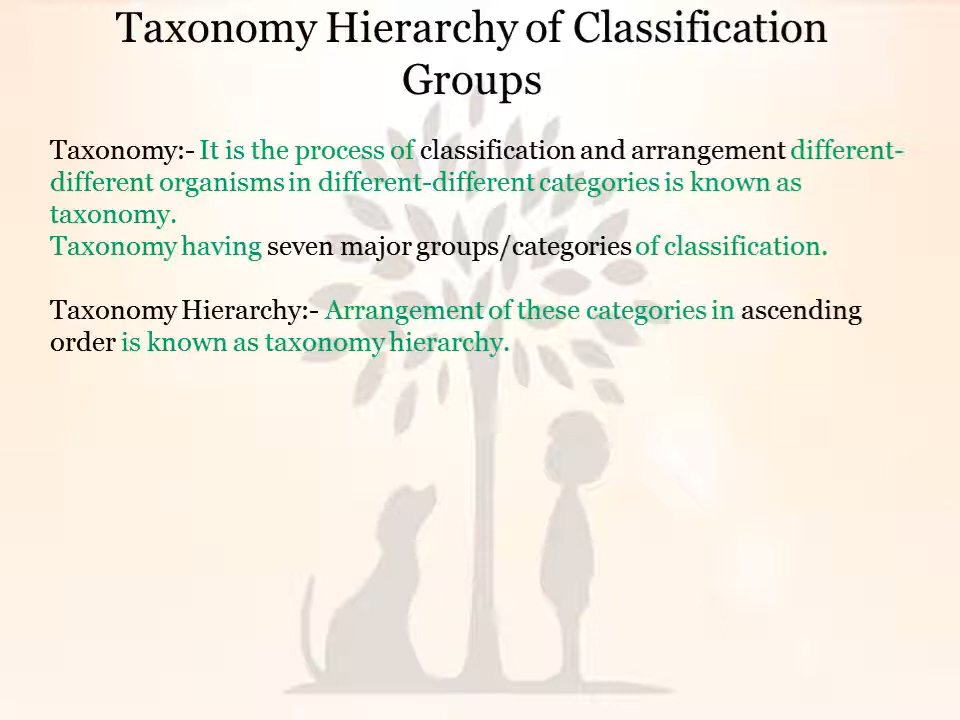 Taxonomy Hierarchy of Classification
Groups
Taxonomy:- It is the process of classification and arrangement different-
different organisms in different-different categories is known as
taxonomy.
Taxonomy having seven major groups/categories of classification.
Taxonomy Hierarchy:- Arrangement of these categories in ascending
order is known as taxonomy hierarchy.